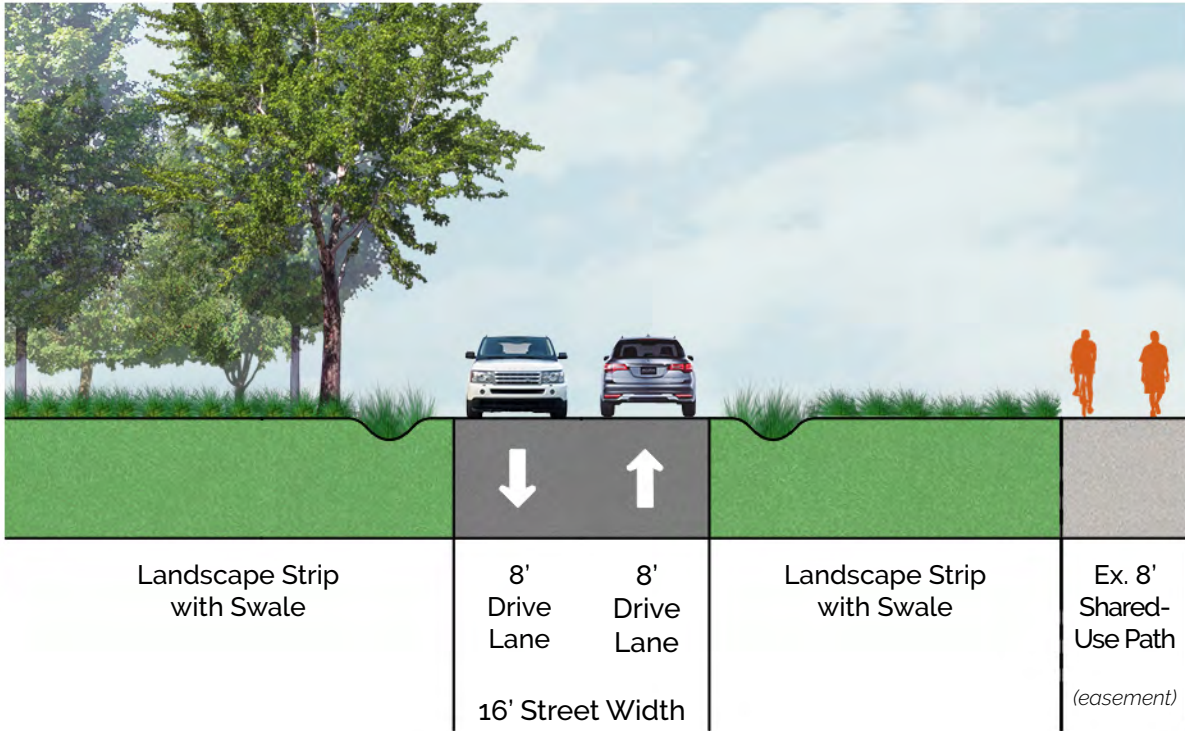 Landscape Strip
with Swale
8’
Drive
Lane
8’
Drive
Lane
16’ Street Width
Landscape Strip
with Swale
Ex. 8’
Shared-
Use Path
(easement)